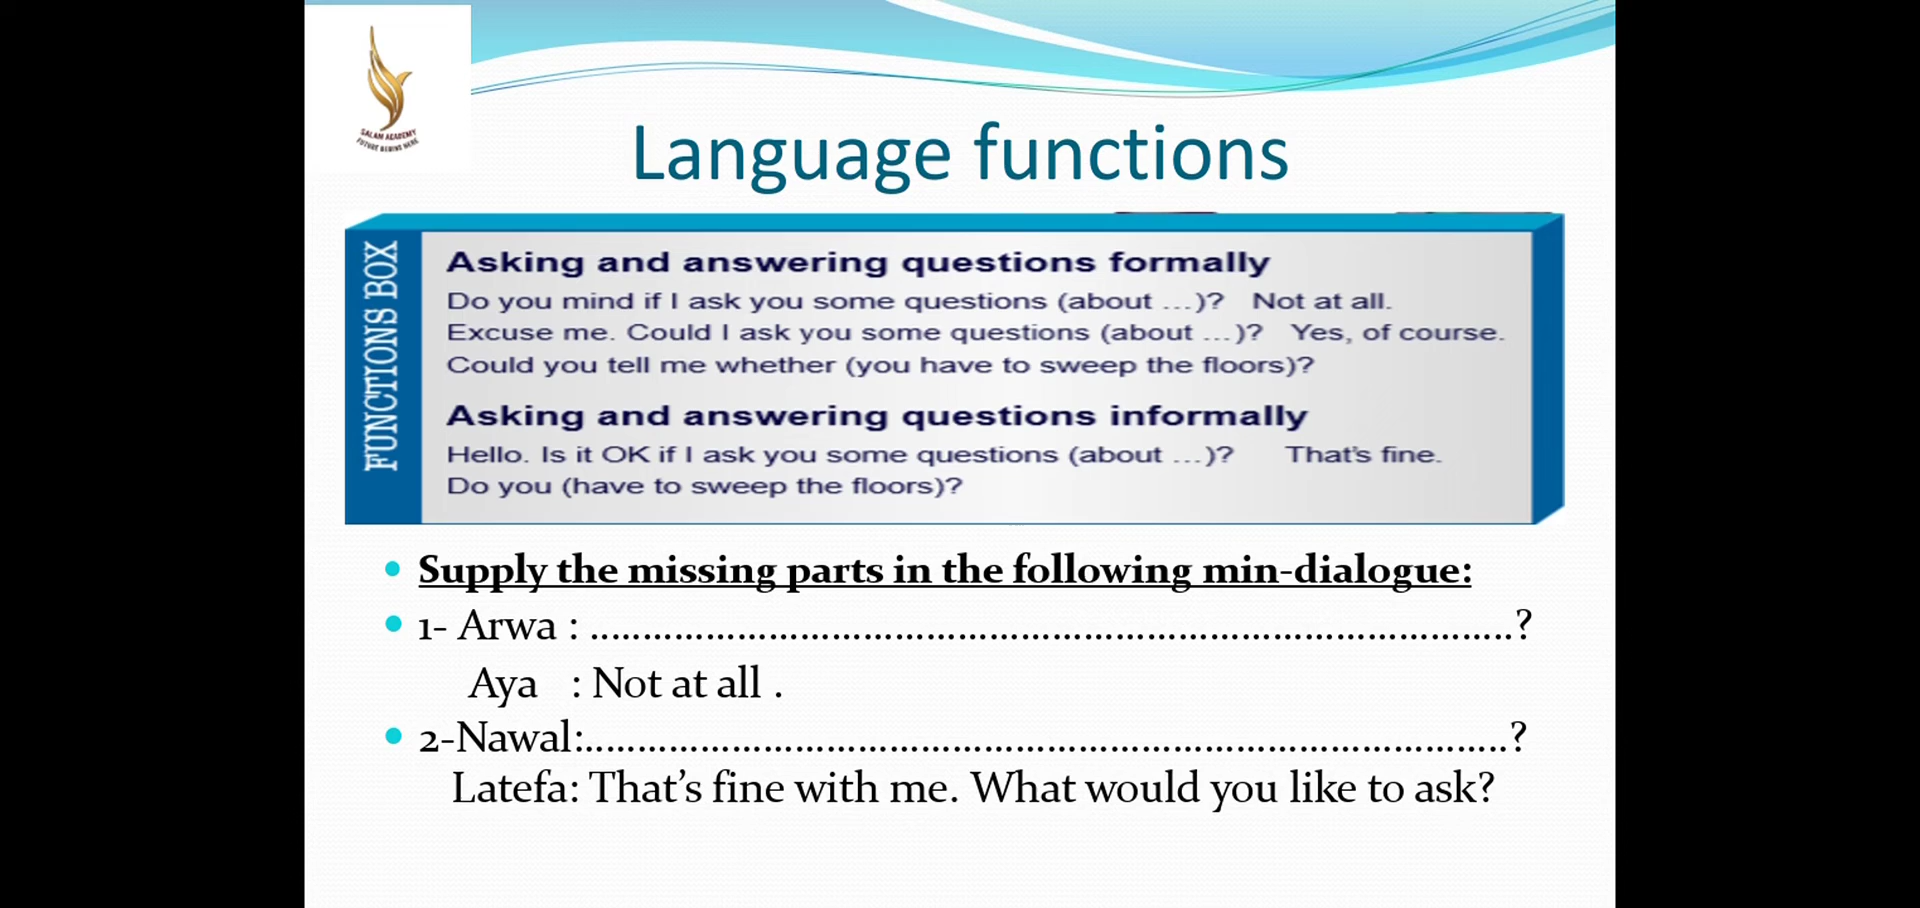 SALAM ACADEMY
FUTURE BEGINS HERE
Language functions
FUNCTIONS BOX
Asking and answering questions formally
Do you mind if I ask you some questions (about ...)? Not at all.
Excuse me. Could I ask you some questions (about ...)? Yes, of course.
Could you tell me whether (you have to sweep the floors)?
Asking and answering questions informally
Hello. Is it OK if I ask you some questions (about ...)? That's fine.
Do you (have to sweep the floors)?
• Supply the missing parts in the following min-dialogue:
• 1- Arwa : ........................................................................................?
Aya : Not at all .
• 2-Nawal:........................................................................................?
Latefa: That's fine with me. What would you like to ask?